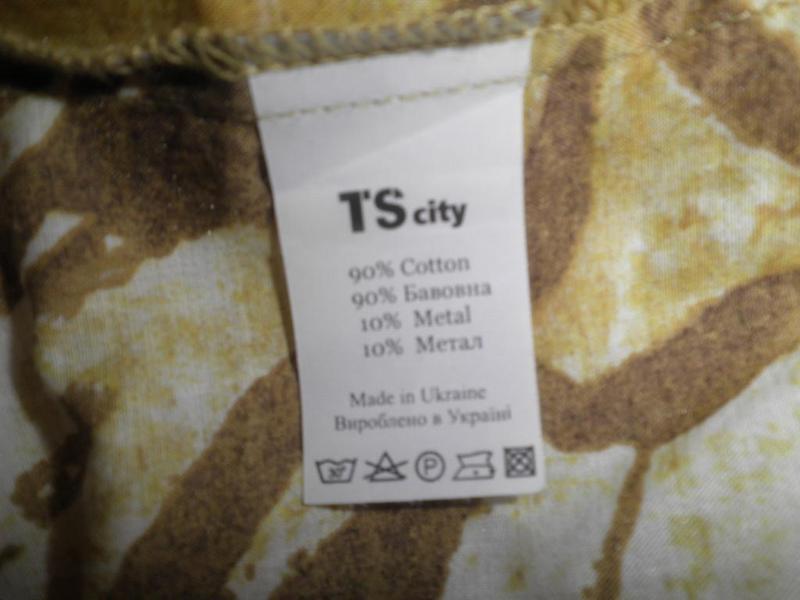 TS city
90% Cotton
90% Бавовна
10% Metal
10% Метал
Made in Ukraine
Вироблено в Україні
P